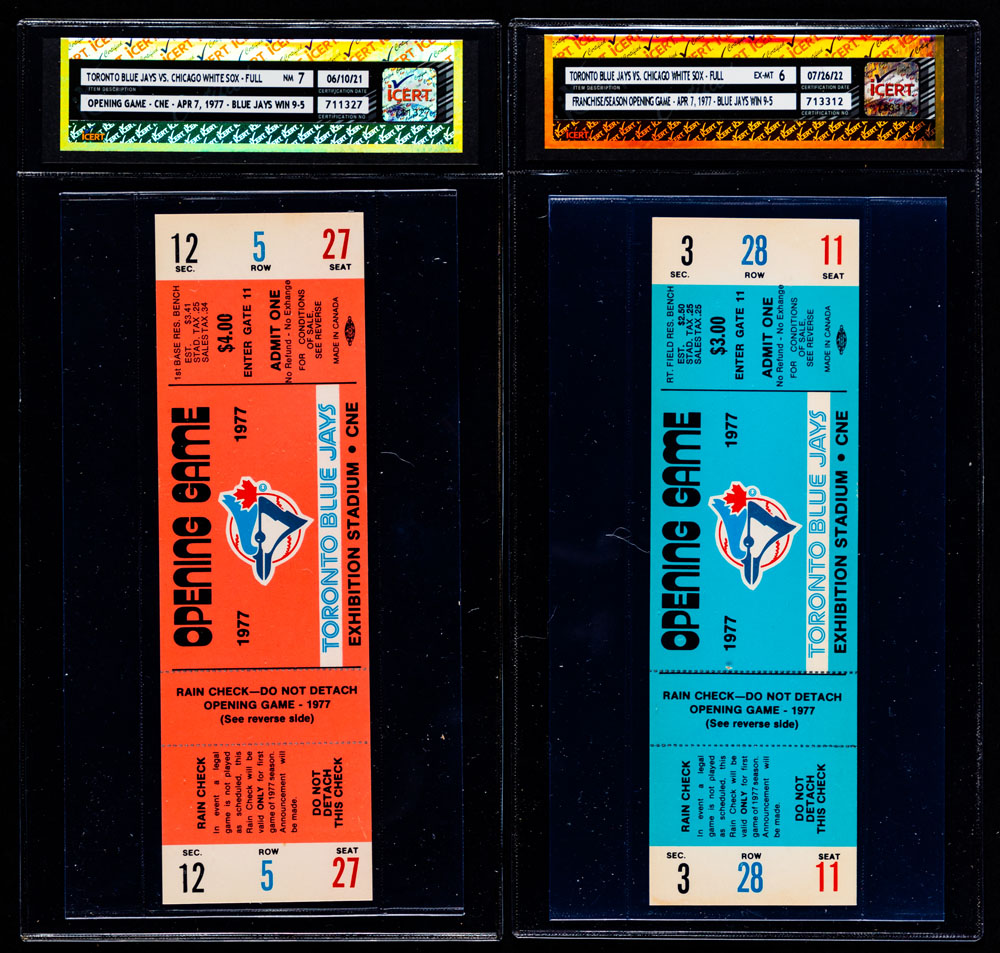 TORONTO BLUE JAYS VS. CHICAGO WHITE SOX - FULL NM 7 06/10/21
ITEM DESCRIPTION CERTIFICATION DATE
OPENING GAME - CNE - APR 7, 1977 - BLUE JAYS WIN 9-5 711327
CERTIFICATION NO
iCERT
iCERT
12 5 27
SEC. ROW SEAT
1st BASE RES. BENCH
EST. $3.41
STAD. TAX .25
SALES TAX .34
$4.00
ENTER GATE 11
ADMIT ONE
No Refund - No Exhange
FOR CONDITIONS
OF SALE,
SEE REVERSE
MADE IN CANADA
OPENING GAME
1977 1977
TORONTO BLUE JAYS
EXHIBITION STADIUM • CNE
RAIN CHECK—DO NOT DETACH
OPENING GAME - 1977
(See reverse side)
RAIN CHECK
In event a legal
game is not played
as scheduled, this
Rain Check will be
valid ONLY for first
game of 1977 season.
Announcement will
be made.
DO NOT
DETACH
THIS CHECK
SEC. ROW SEAT
12 5 27
TORONTO BLUE JAYS VS. CHICAGO WHITE SOX - FULL EX-MT 6 07/26/22
ITEM DESCRIPTION CERTIFICATION DATE
FRANCHISE/SEASON OPENING GAME - APR 7, 1977 - BLUE JAYS WIN 9-5 713312
CERTIFICATION NO
iCERT
iCERT
3 28 11
SEC. ROW SEAT
RT. FIELD RES. BENCH
EST. $2.50
STAD. TAX .25
SALES TAX .25
$3.00
ENTER GATE 11
ADMIT ONE
No Refund - No Exhange
FOR CONDITIONS
OF SALE,
SEE REVERSE
MADE IN CANADA
OPENING GAME
1977 1977
TORONTO BLUE JAYS
EXHIBITION STADIUM • CNE
RAIN CHECK—DO NOT DETACH
OPENING GAME - 1977
(See reverse side)
RAIN CHECK
In event a legal
game is not played
as scheduled, this
Rain Check will be
valid ONLY for first
game of 1977 season.
Announcement will
be made.
DO NOT
DETACH
THIS CHECK
SEC. ROW SEAT
3 28 11